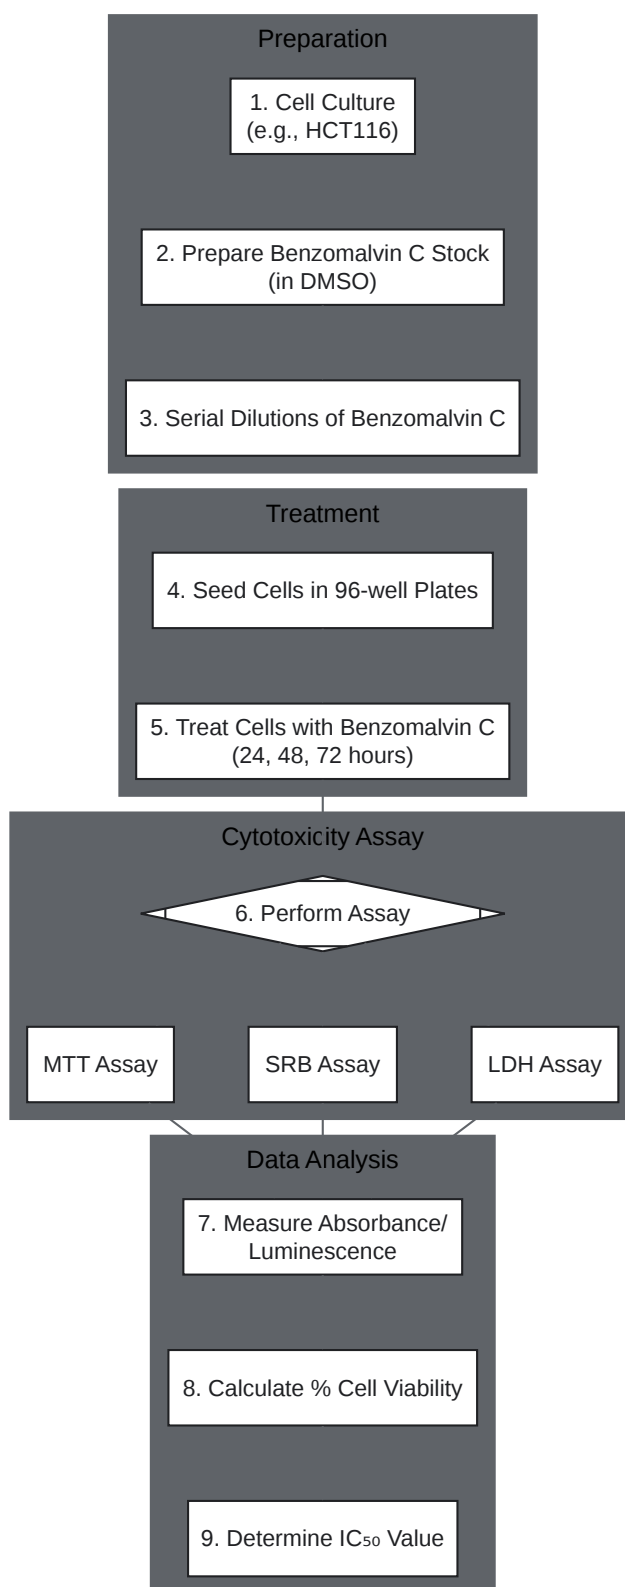 Preparation
1. Cell Culture
(e.g., HCT116)
2. Prepare Benzomalvin C Stock
(in DMSO)
3. Serial Dilutions of Benzomalvin C
Treatment
4. Seed Cells in 96-well Plates
5. Treat Cells with Benzomalvin C
(24, 48, 72 hours)
Cytotoxicity Assay
6. Perform Assay
MTT Assay
SRB Assay
LDH Assay
Data Analysis
7. Measure Absorbance/
Luminescence
8. Calculate % Cell Viability
9. Determine IC₅₀ Value